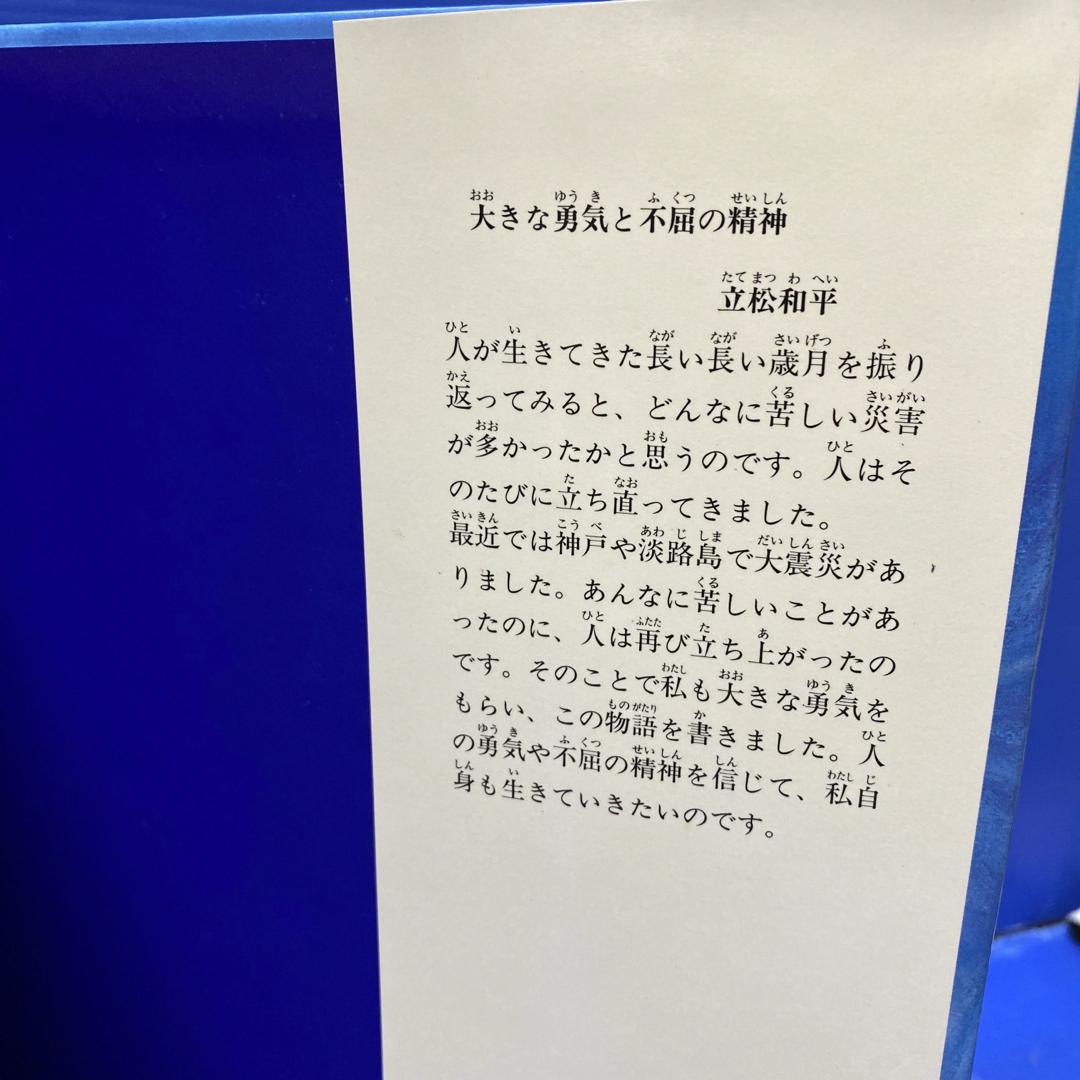 大きな勇気と不屈の精神
立松和平
人が生きてきた長い長い歳月を振り
返ってみると、どんなに苦しい災害
が多かったかと思うのです。人はそ
のたびに立ち直ってきました。
最近では神戸や淡路島で大震災があ
りました。あんなに苦しいことがあ
ったのに、人は再び立ち上がったの
です。そのことで私も大きな勇気を
もらい、この物語を書きました。人
の勇気や不屈の精神を信じて、私自
身も生きていきたいのです。